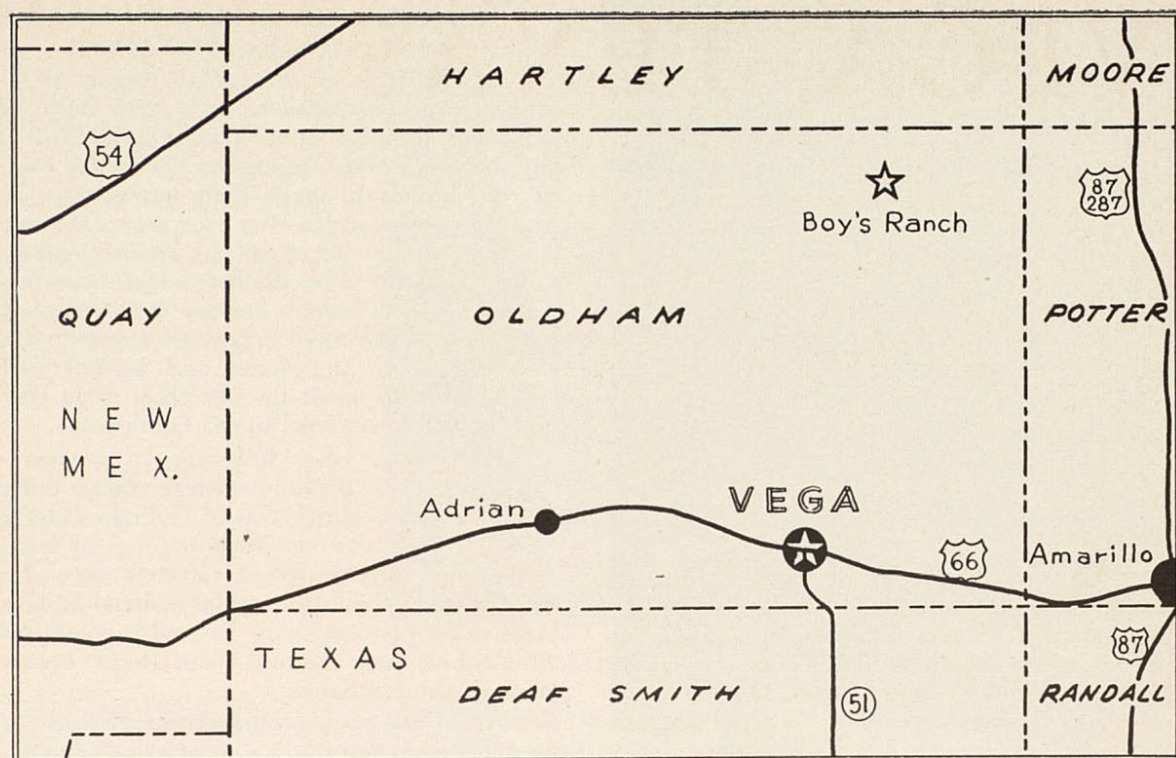 HARTLEY
MOORE
54
87
287
Boy's Ranch
QUAY
OLDHAM
POTTER
NEW
MEX.
Adrian
VEGA
66
Amarillo
TEXAS
87
DEAF SMITH
51
RANDALL